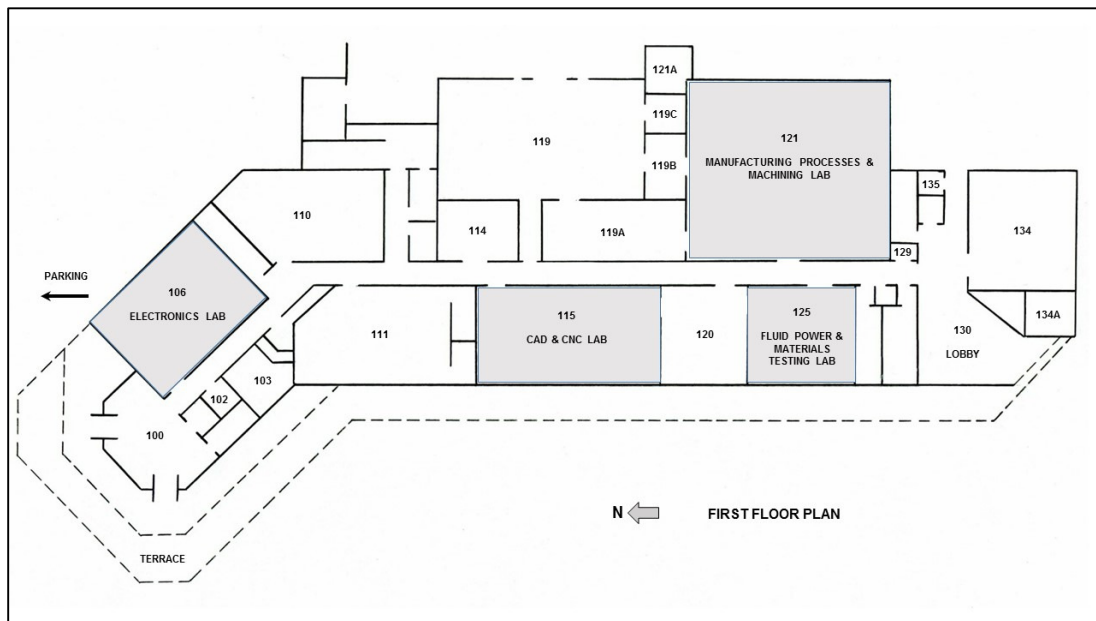 121A
119C
119
121
MANUFACTURING PROCESSES &
MACHINING LAB
119B
135
110
114
119A
134
129
PARKING
106
ELECTRONICS LAB
111
115
CAD & CNC LAB
120
125
FLUID POWER &
MATERIALS
TESTING LAB
130
LOBBY
134A
103
102
100
N
FIRST FLOOR PLAN
TERRACE